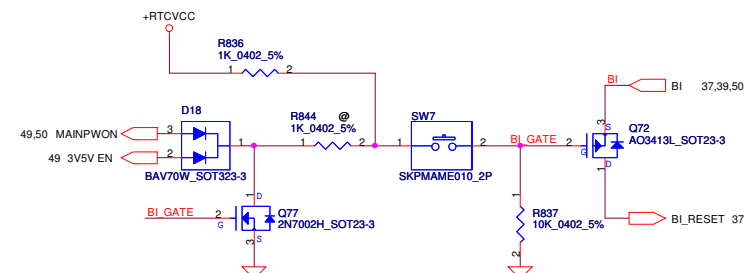 +RTCVCC
R836
1K_0402_5%
1 2
BI
BI 37,39,50
D18
R844 @
1K_0402_5%
SW7
3
S
Q72
AO3413L_SOT23-3
49,50 MAINPWON 3
1
1 2
1 2
BI_GATE 2
G
49 3V5V EN 2
BAV70W_SOT323-3
SKPMAME010_2P
D
1
1
D
1
BI_GATE 2
G
Q77
2N7002H_SOT23-3
R837
10K_0402_5%
BI_RESET 37
S
3
2